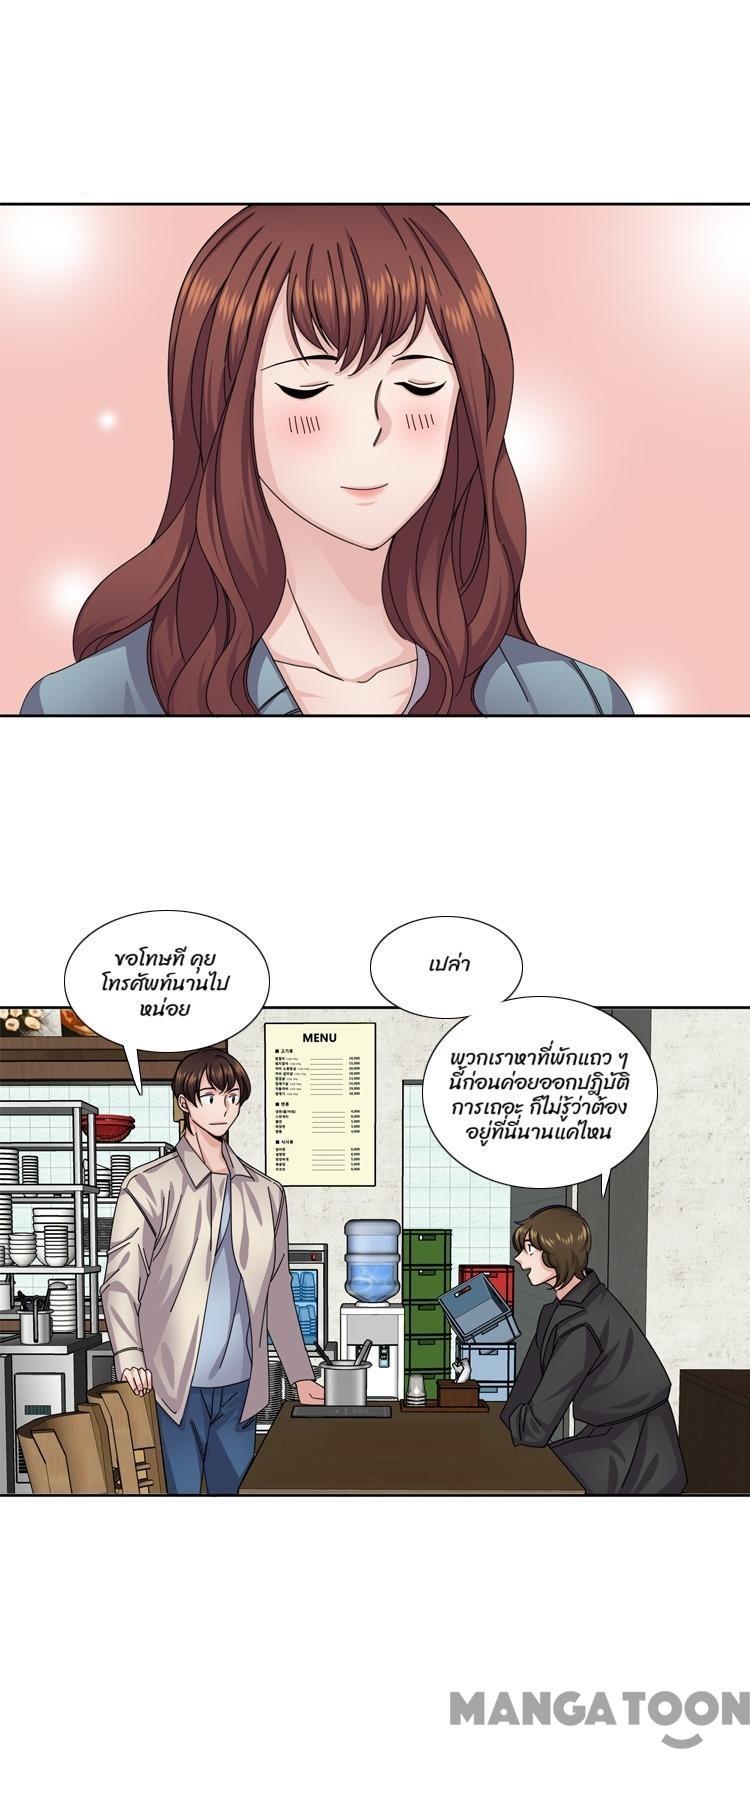 ขอโทษที คุย
โทรศัพท์นานไป
หน่อย
เปล่า
พวกเราหาที่พักแถว ๆ
นี้ก่อนค่อยออกปฏิบัติ
การเถอะ ก็ไม่รู้ว่าต้อง
อยู่ที่นี่นานแค่ไหน
MENU
MANGATOON